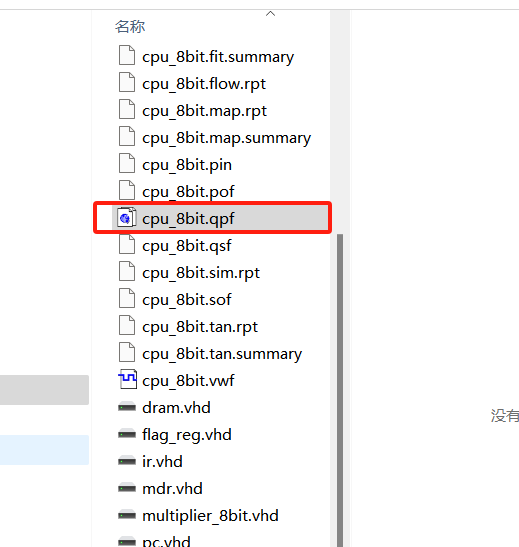 名称
cpu_8bit.fit.summary
cpu_8bit.flow.rpt
cpu_8bit.map.rpt
cpu_8bit.map.summary
cpu_8bit.pin
cpu_8bit.pof
cpu_8bit.qpf
cpu_8bit.qsf
cpu_8bit.sim.rpt
cpu_8bit.sof
cpu_8bit.tan.rpt
cpu_8bit.tan.summary
cpu_8bit.vwf
dram.vhd
没有
flag_reg.vhd
ir.vhd
mdr.vhd
multiplier_8bit.vhd
pc.vhd